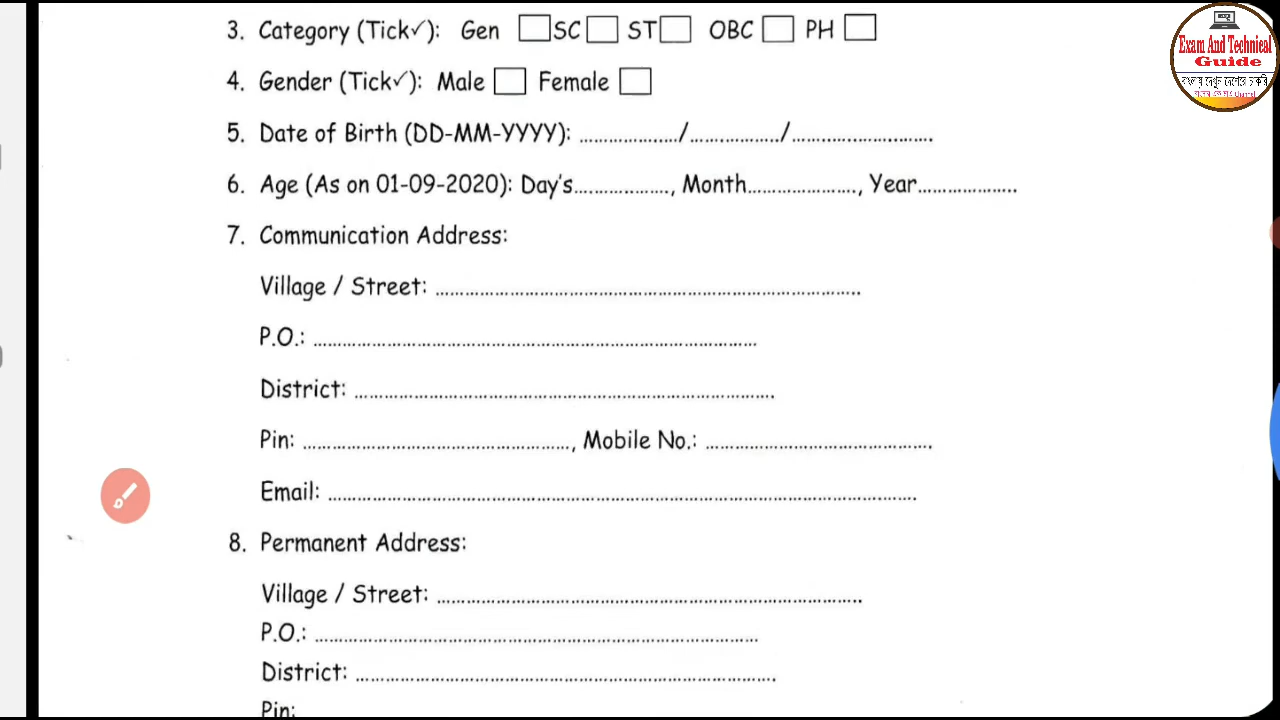 3. Category (Tick✓): Gen SC ST OBC PH
4. Gender (Tick✓): Male Female
5. Date of Birth (DD-MM-YYYY): ................../................/..........................
6. Age (As on 01-09-2020): Day's.................., Month...................., Year...................
7. Communication Address:
Village / Street: ................................................................................
P.O.: ................................................................................
District: ................................................................................
Pin: .................................................., Mobile No.: ..........................................
Email: ................................................................................
8. Permanent Address:
Village / Street: ................................................................................
P.O.: ................................................................................
District: ................................................................................
Pin:
Exam And Technical
Guide